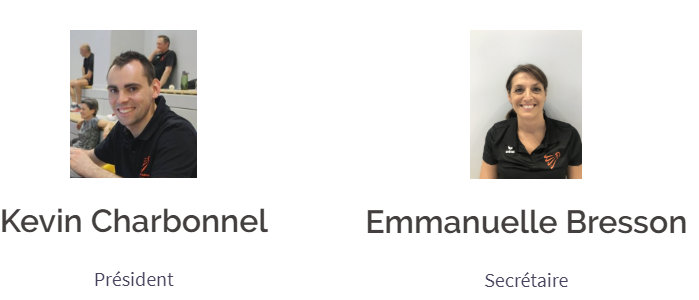 Kevin Charbonnel
Président
Emmanuelle Bresson
Secrétaire